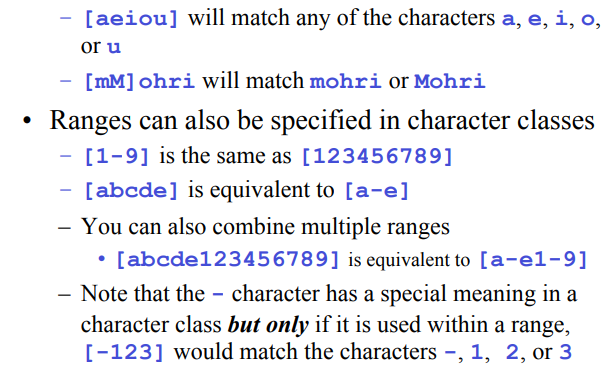 – [aeiou] will match any of the characters a, e, i, o,
or u
– [mM]ohri will match mohri or Mohri
• Ranges can also be specified in character classes
– [1-9] is the same as [123456789]
– [abcde] is equivalent to [a-e]
– You can also combine multiple ranges
• [abcde123456789] is equivalent to [a-e1-9]
– Note that the - character has a special meaning in a
character class but only if it is used within a range,
[-123] would match the characters -, 1, 2, or 3